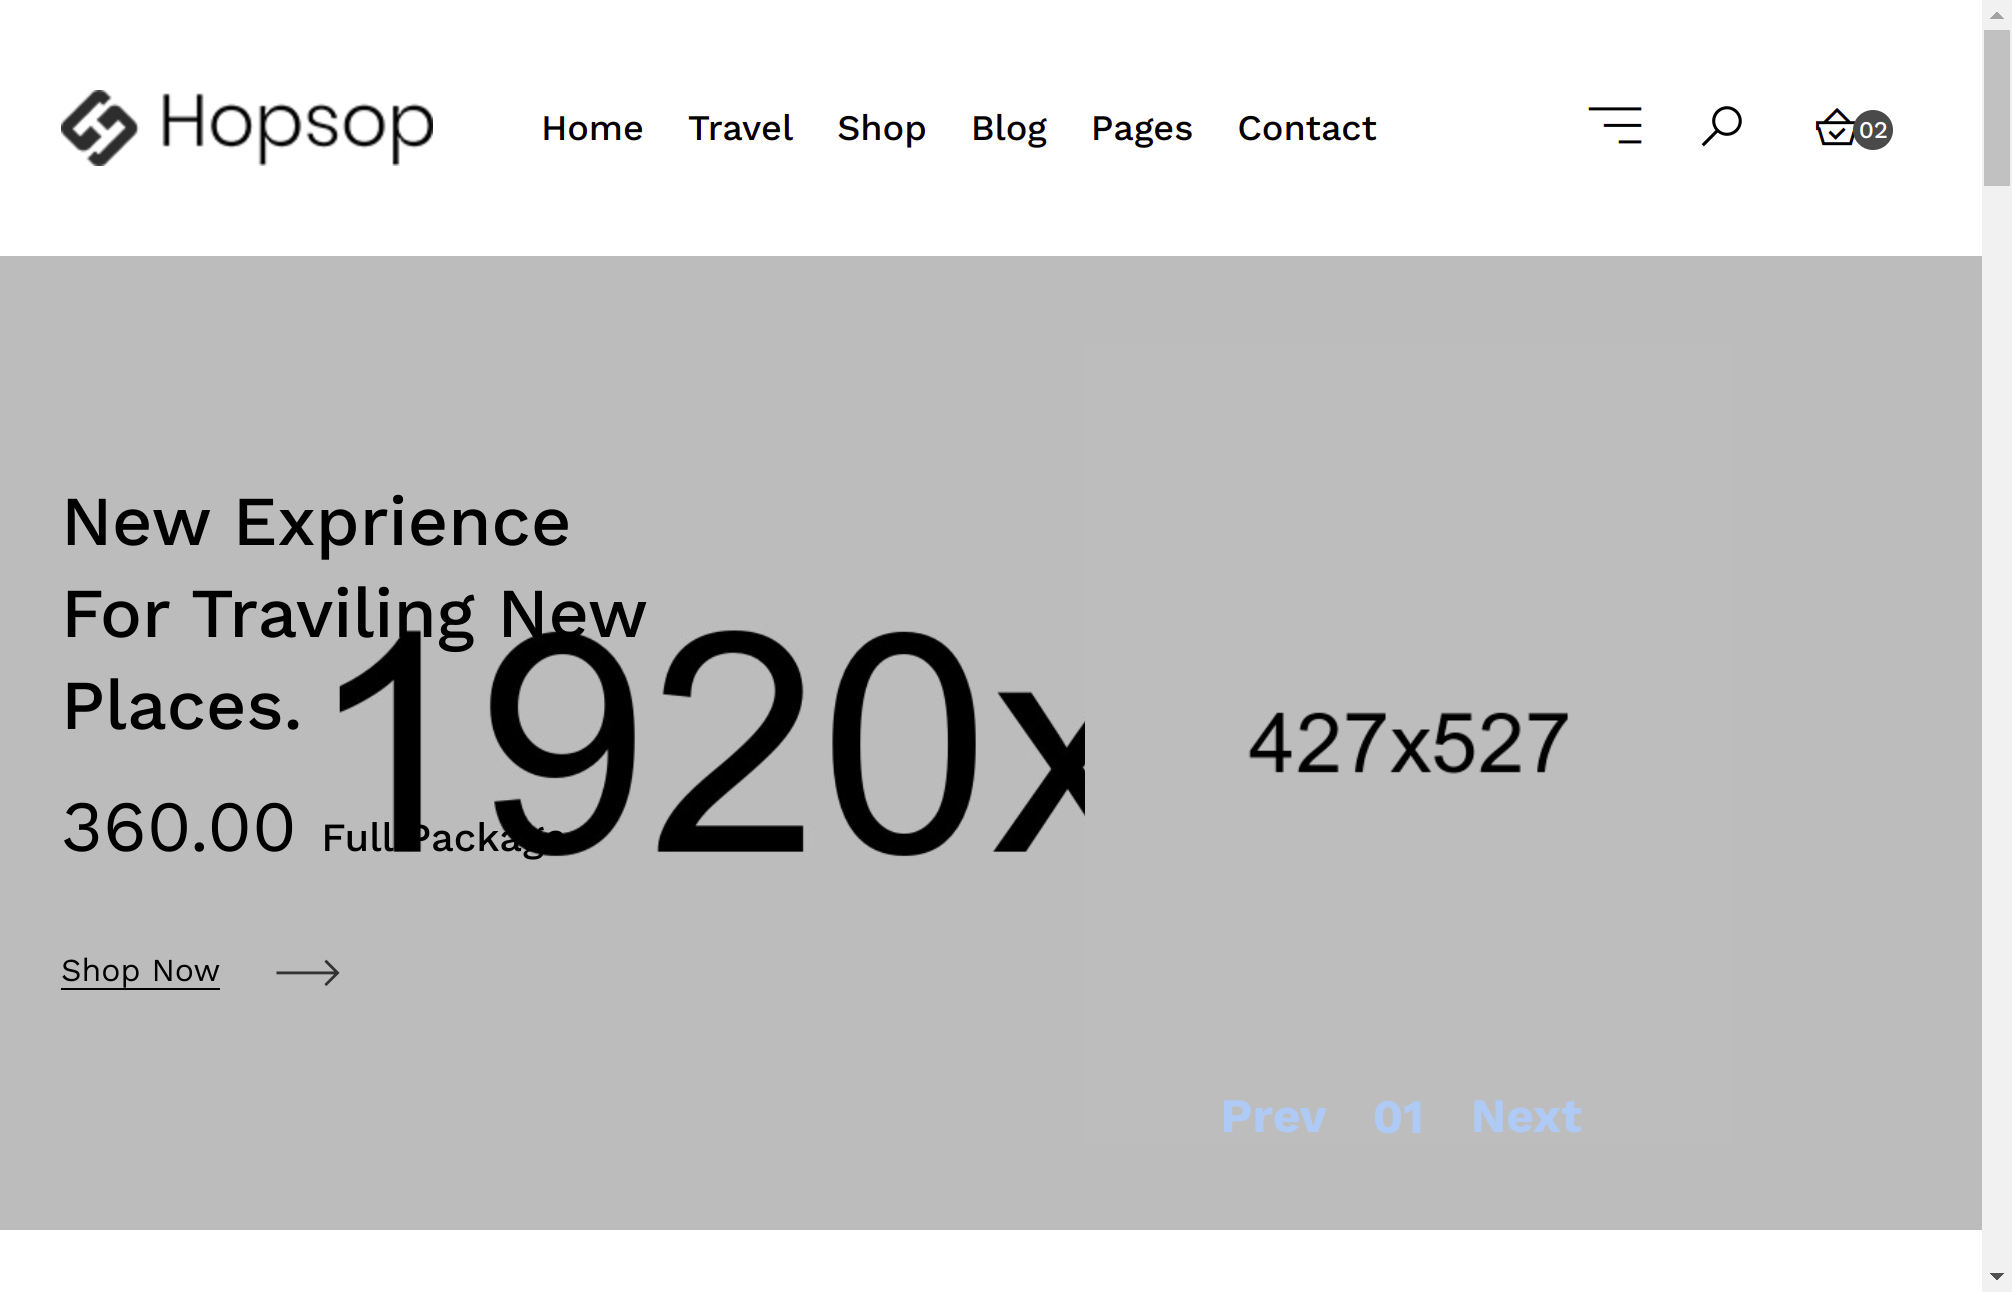 Hopsop
Home Travel Shop Blog Pages Contact
02
New Exprience
For Traviling New
Places.
1920x
427x527
360.00 Full Package
Shop Now
Prev 01 Next